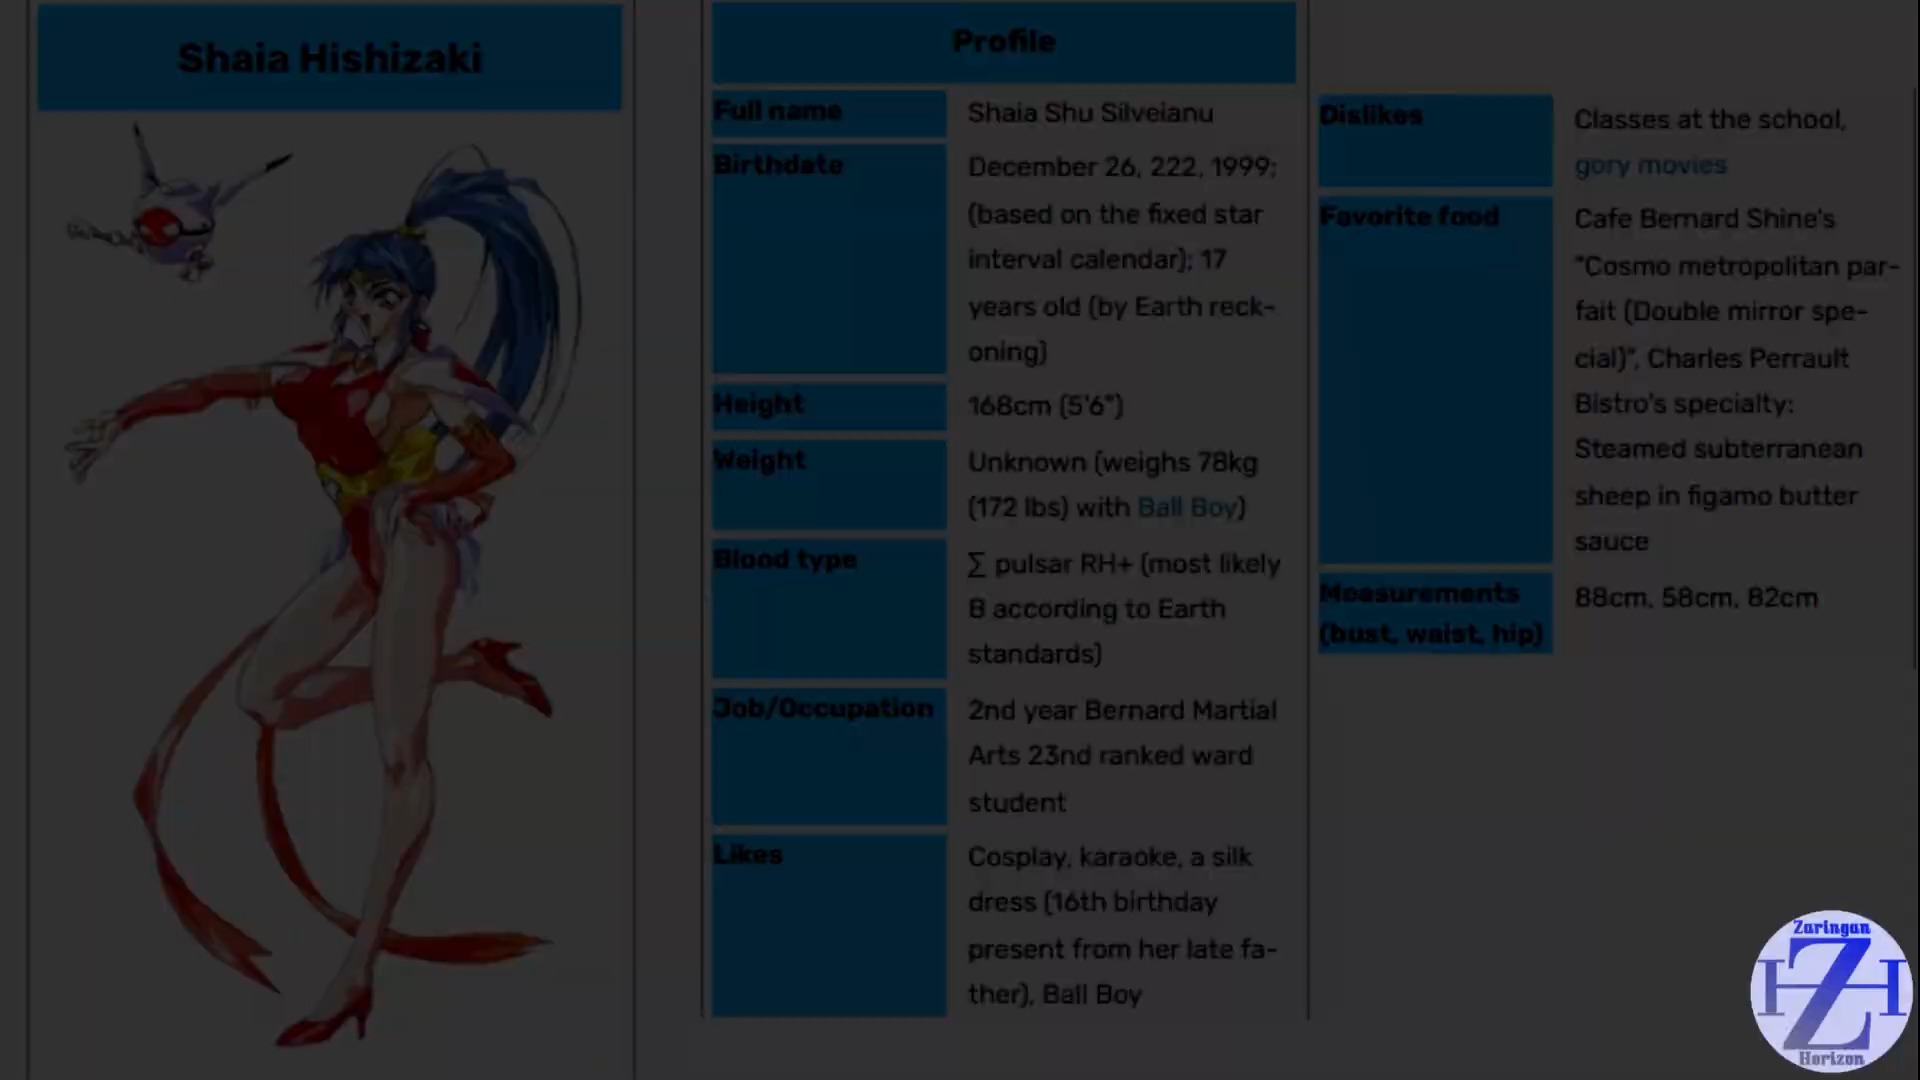 Shaia Hishizaki
Profile
Full name
Shaia Shu Silveianu
Birthdate
December 26, 222, 1999;
(based on the fixed star
interval calendar); 17
years old (by Earth reck-
oning)
Height
168cm (5'6")
Weight
Unknown (weighs 78kg
(172 lbs) with Ball Boy)
Blood type
∑ pulsar RH+ (most likely
B according to Earth
standards)
Job/Occupation
2nd year Bernard Martial
Arts 23nd ranked ward
student
Likes
Cosplay, karaoke, a silk
dress (16th birthday
present from her late fa-
ther), Ball Boy
Dislikes
Classes at the school,
gory movies
Favorite food
Cafe Bernard Shine's
"Cosmo metropolitan par-
fait (Double mirror spe-
cial)", Charles Perrault
Bistro's specialty:
Steamed subterranean
sheep in figamo butter
sauce
Measurements
(bust, waist, hip)
88cm, 58cm, 82cm
Zaringan
HZH
Horizon